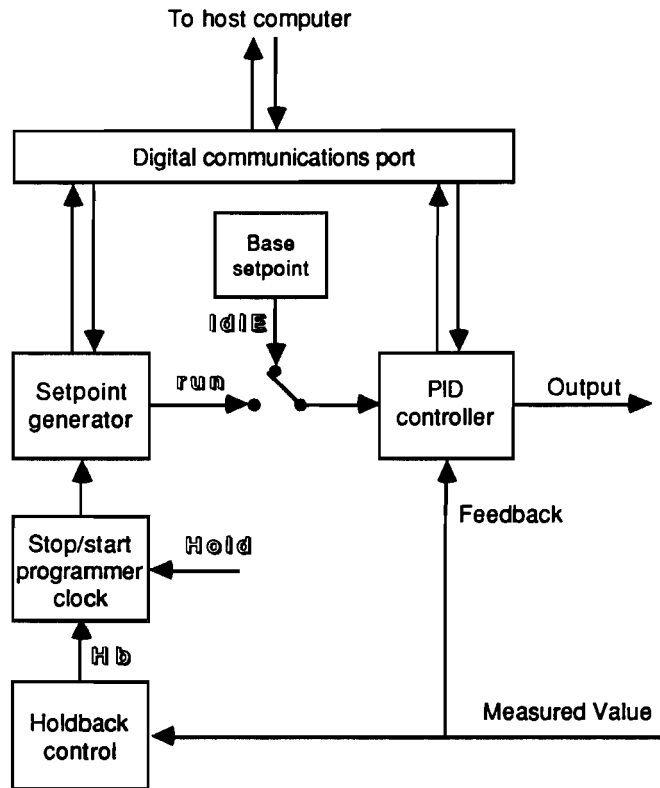 To host computer
Digital communications port
Base
setpoint
IdlE
Setpoint
generator
run
PID
controller
Output
Feedback
Stop/start
programmer
clock
Hold
Hb
Holdback
control
Measured Value